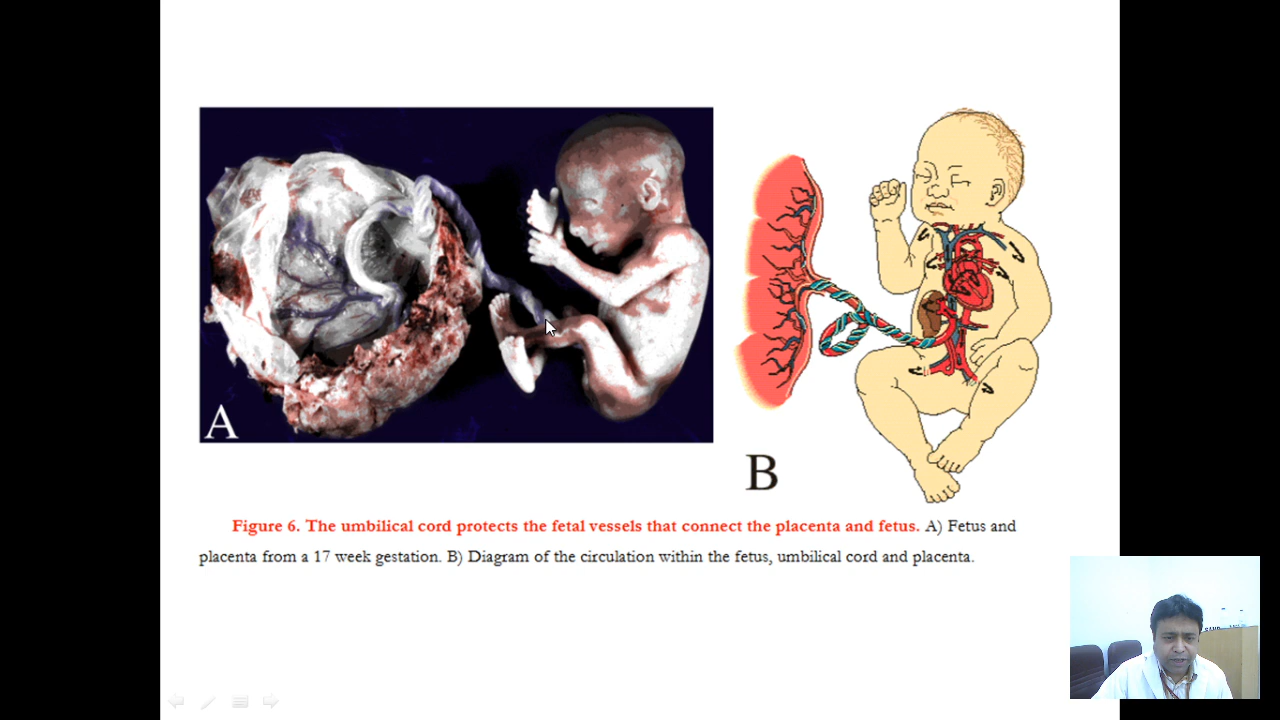 A
B
Figure 6. The umbilical cord protects the fetal vessels that connect the placenta and fetus. A) Fetus and
placenta from a 17 week gestation. B) Diagram of the circulation within the fetus, umbilical cord and placenta.